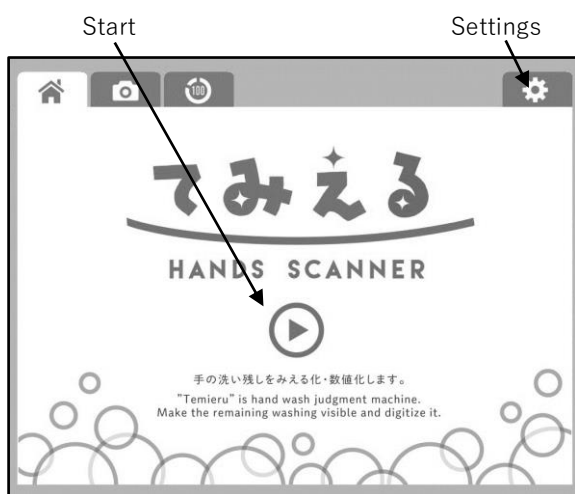 Start Settings
100
てみえる
HANDS SCANNER
手の洗い残しをみえる化・数値化します。
"Temieru" is hand wash judgment machine.
Make the remaining washing visible and digitize it.